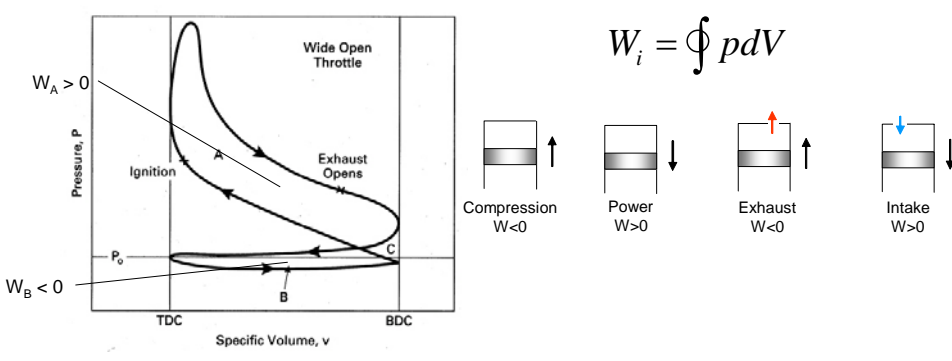 Wide Open
Throttle
W_A > 0
Pressure, P
A
Ignition
Exhaust
Opens
C
P_o
B
W_B < 0
TDC
BDC
Specific Volume, v
W_i = ∮ pdV
Compression
W<0
Power
W>0
Exhaust
W<0
Intake
W>0